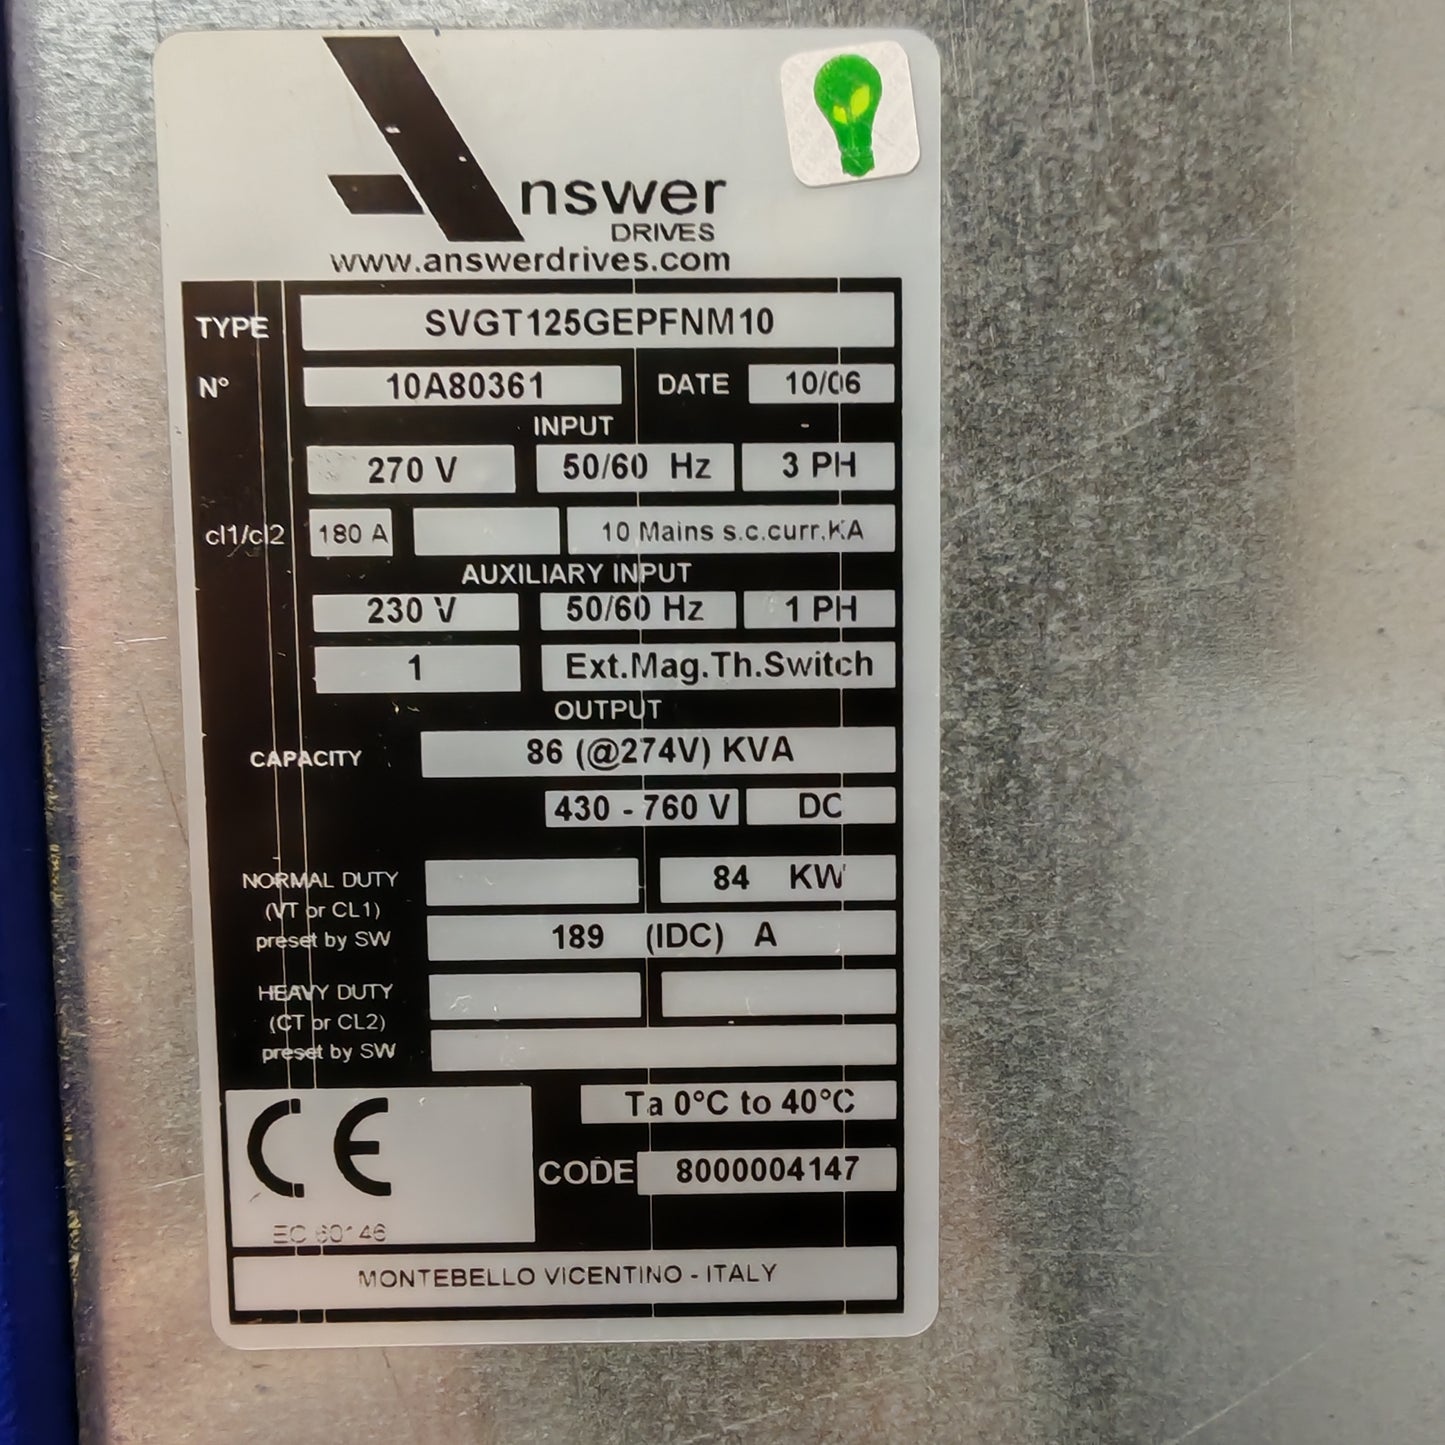 Answer
DRIVES
www.answerdrives.com
TYPE SVGT125GEPFNM10
N° 10A80361 DATE 10/06
INPUT -
270 V 50/60 Hz 3 PH
cl1/cl2 180 A 10 Mains s.c.curr.KA
AUXILIARY INPUT
230 V 50/60 Hz 1 PH
1 Ext.Mag.Th.Switch
OUTPUT
CAPACITY 86 (@274V) KVA
430 - 760 V DC
NORMAL DUTY 84 KW
(VT or CL1)
preset by SW 189 (IDC) A
HEAVY DUTY
(CT or CL2)
preset by SW
Ta 0°C to 40°C
CE
CODE 8000004147
EC 60146
MONTEBELLO VICENTINO - ITALY